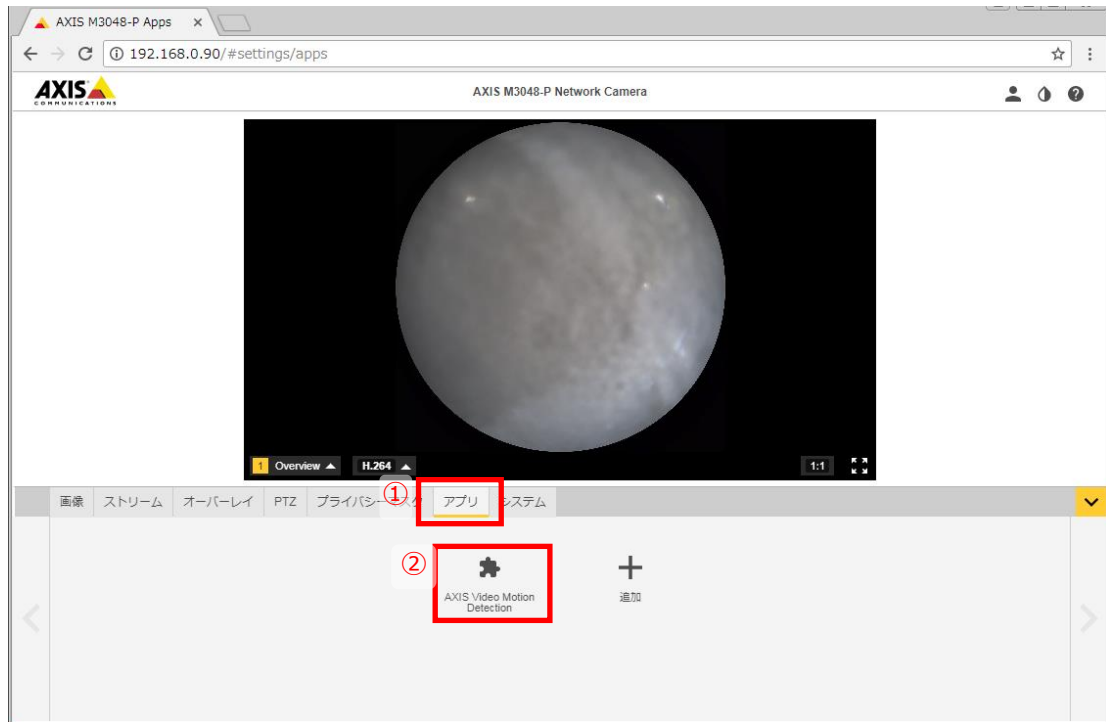 AXIS M3048-P Apps
192.168.0.90/#settings/apps
AXIS
COMMUNICATIONS
AXIS M3048-P Network Camera
1 Overview
H.264
1:1
画像 ストリーム オーバーレイ PTZ プライバシー ① アプリ システム
②
AXIS Video Motion
Detection
追加